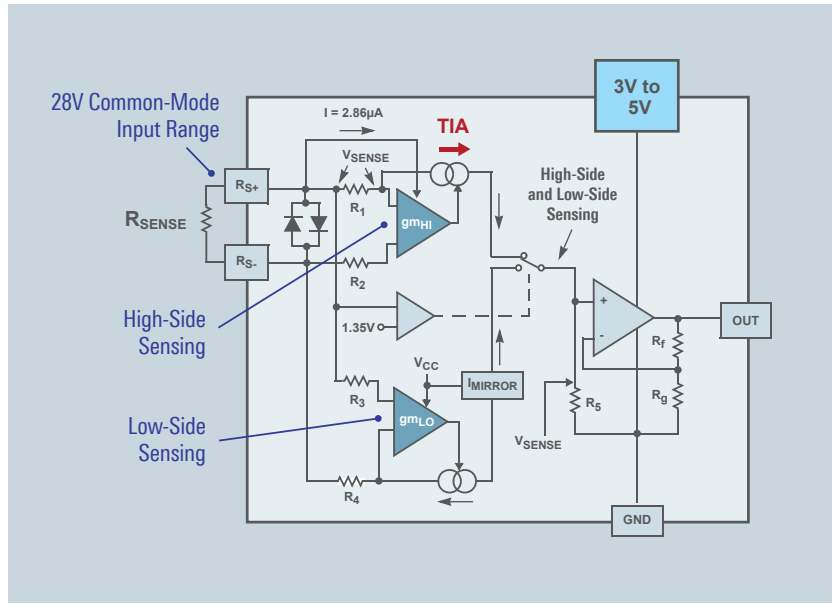 3V to
5V
28V Common-Mode
Input Range
I = 2.86µA
TIA
VSENSE
High-Side
and Low-Side
Sensing
RS+
R1
gmHI
RSENSE
RS-
R2
High-Side
Sensing
1.35V
+
-
OUT
Rf
VCC
R3
IMIRROR
gmLO
R5
Rg
Low-Side
Sensing
VSENSE
R4
GND